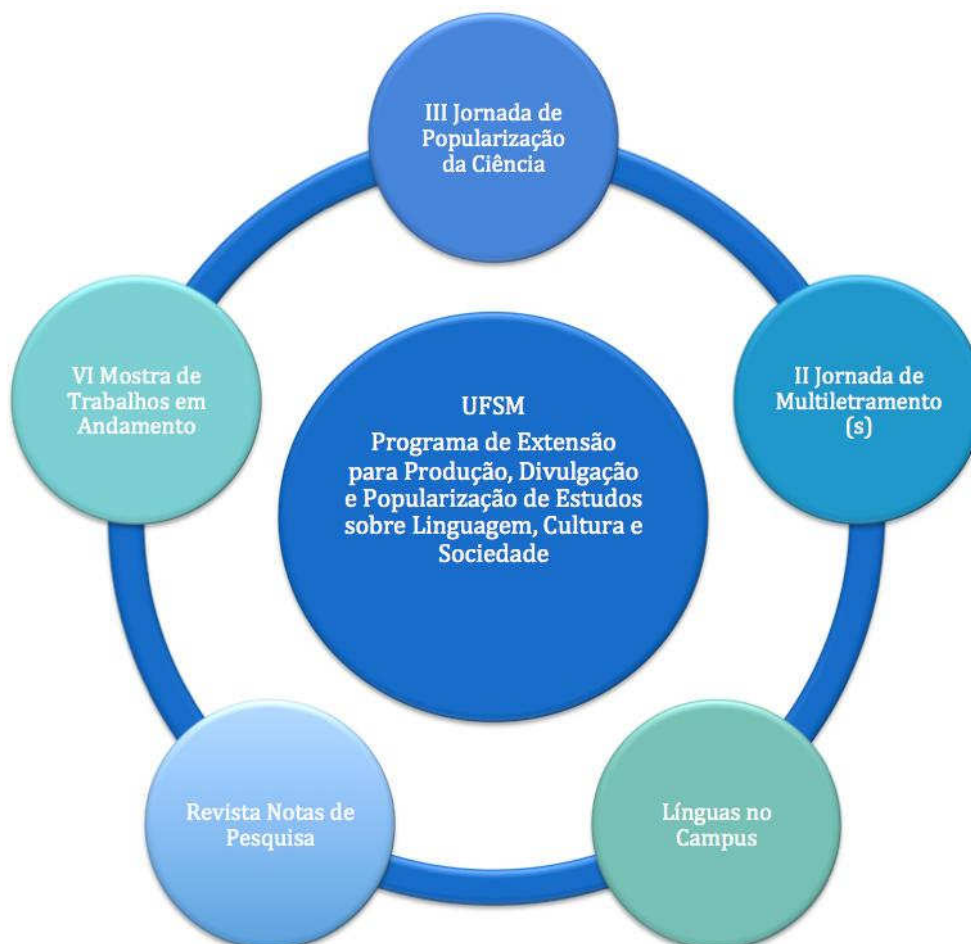 III Jornada de
Popularização
da Ciência
VI Mostra de
Trabalhos em
Andamento
II Jornada de
Multiletramento
(s)
UFSM
Programa de Extensão
para Produção, Divulgação
e Popularização de Estudos
sobre Linguagem, Cultura e
Sociedade
Revista Notas de
Pesquisa
Línguas no
Campus